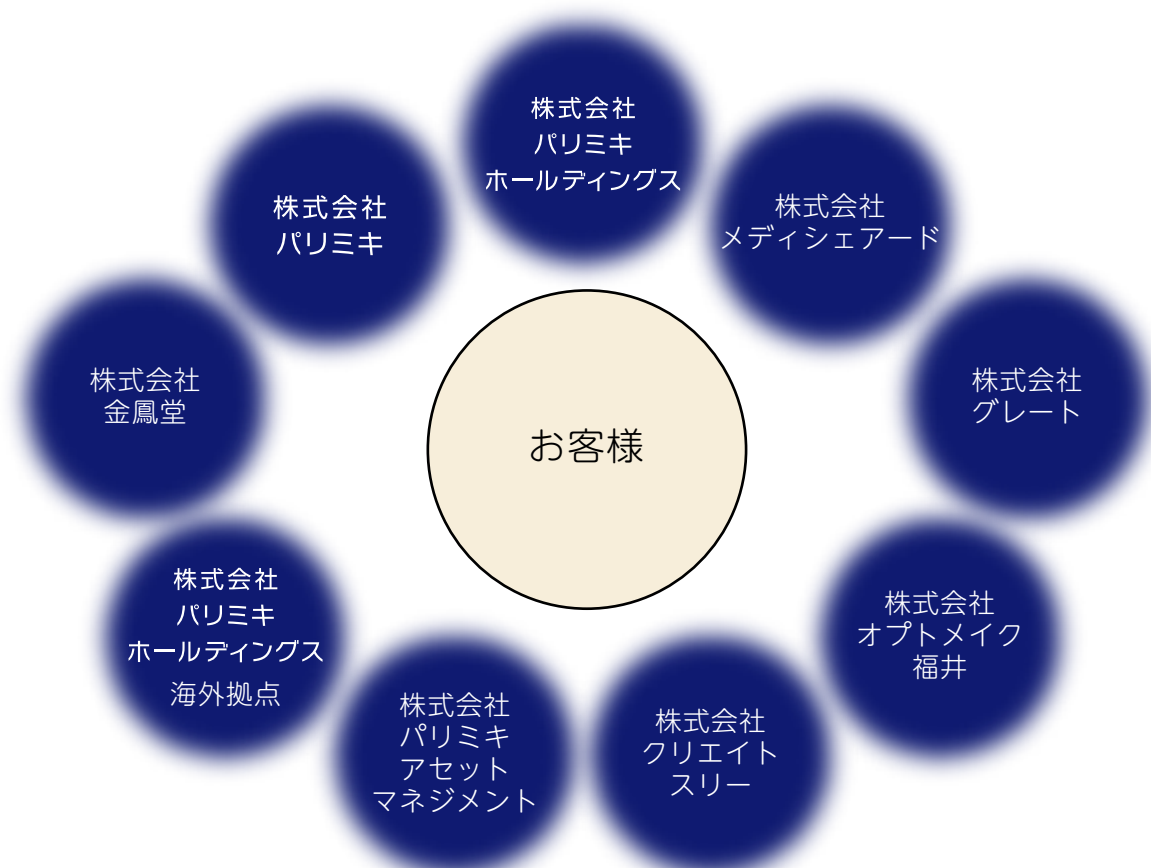 株式会社
パリミキ
ホールディングス
株式会社
パリミキ
株式会社
メディシェアード
株式会社
金鳳堂
株式会社
グレート
お客様
株式会社
パリミキ
ホールディングス
海外拠点
株式会社
オプトメイク
福井
株式会社
パリミキ
アセット
マネジメント
株式会社
クリエイト
スリー